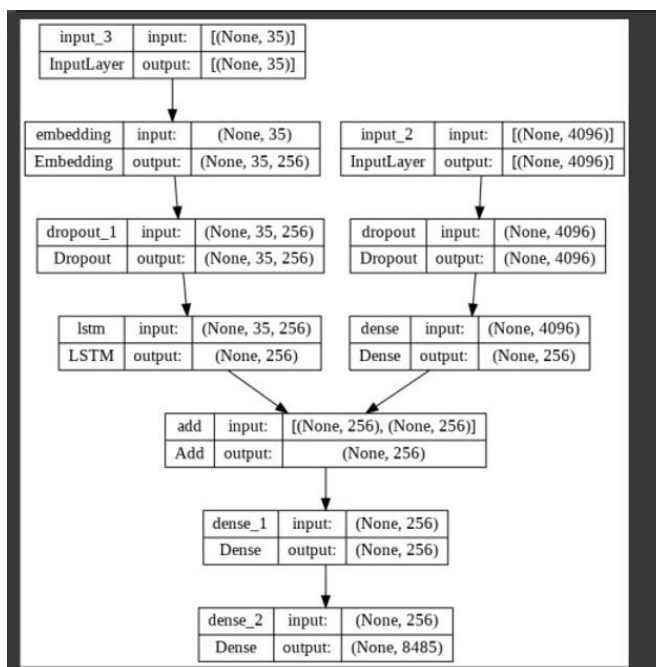 input_3 input: [(None, 35)]
InputLayer output: [(None, 35)]
embedding input: (None, 35)
Embedding output: (None, 35, 256)
input_2 input: [(None, 4096)]
InputLayer output: [(None, 4096)]
dropout_1 input: (None, 35, 256)
Dropout output: (None, 35, 256)
dropout input: (None, 4096)
Dropout output: (None, 4096)
lstm input: (None, 35, 256)
LSTM output: (None, 256)
dense input: (None, 4096)
Dense output: (None, 256)
add input: [(None, 256), (None, 256)]
Add output: (None, 256)
dense_1 input: (None, 256)
Dense output: (None, 256)
dense_2 input: (None, 256)
Dense output: (None, 8485)